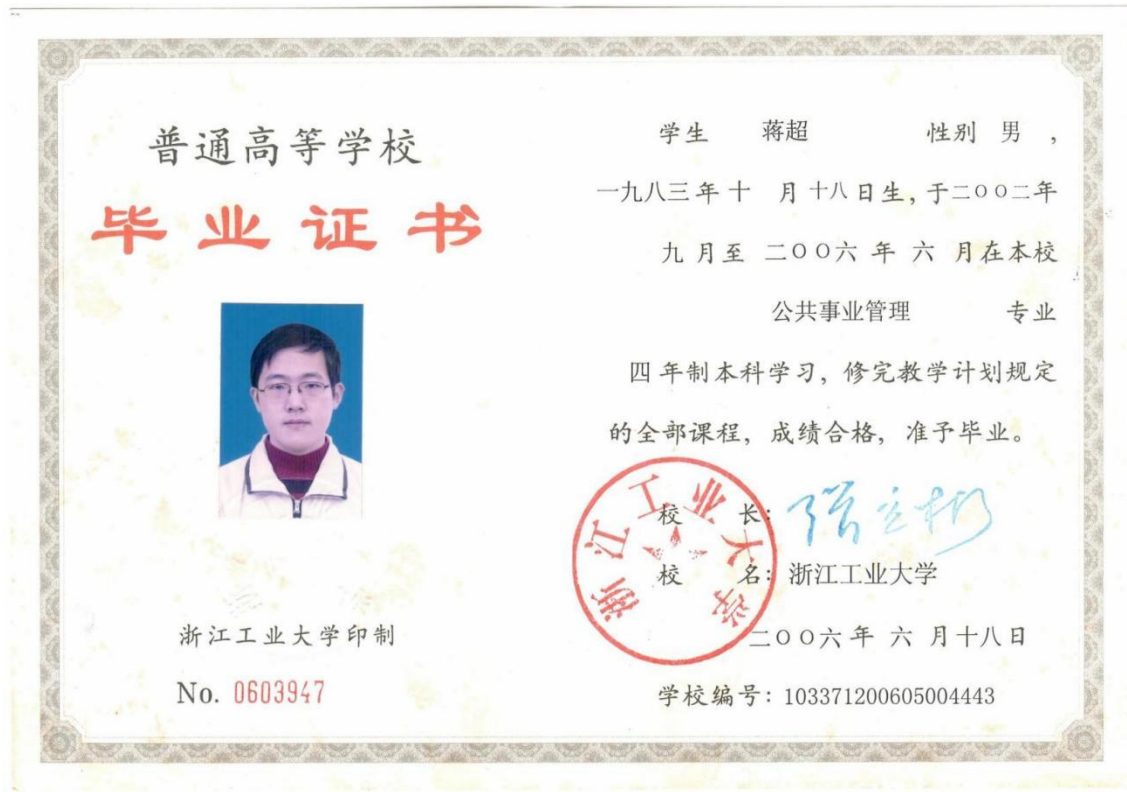 普通高等学校
毕业证书
浙江工业大学印制
No. 0603947
学生 蒋超 性别 男 ,
一九八三年十 月十八日生, 于二〇〇二年
九月至 二〇〇六 年 六 月在本校
公共事业管理 专业
四 年制本科学习, 修完教学计划规定
的全部课程, 成绩合格, 准予毕业。
校 长:
校 名: 浙江工业大学
浙江工业大学
二〇〇六年 六 月十八日
学校编号: 103371200605004443